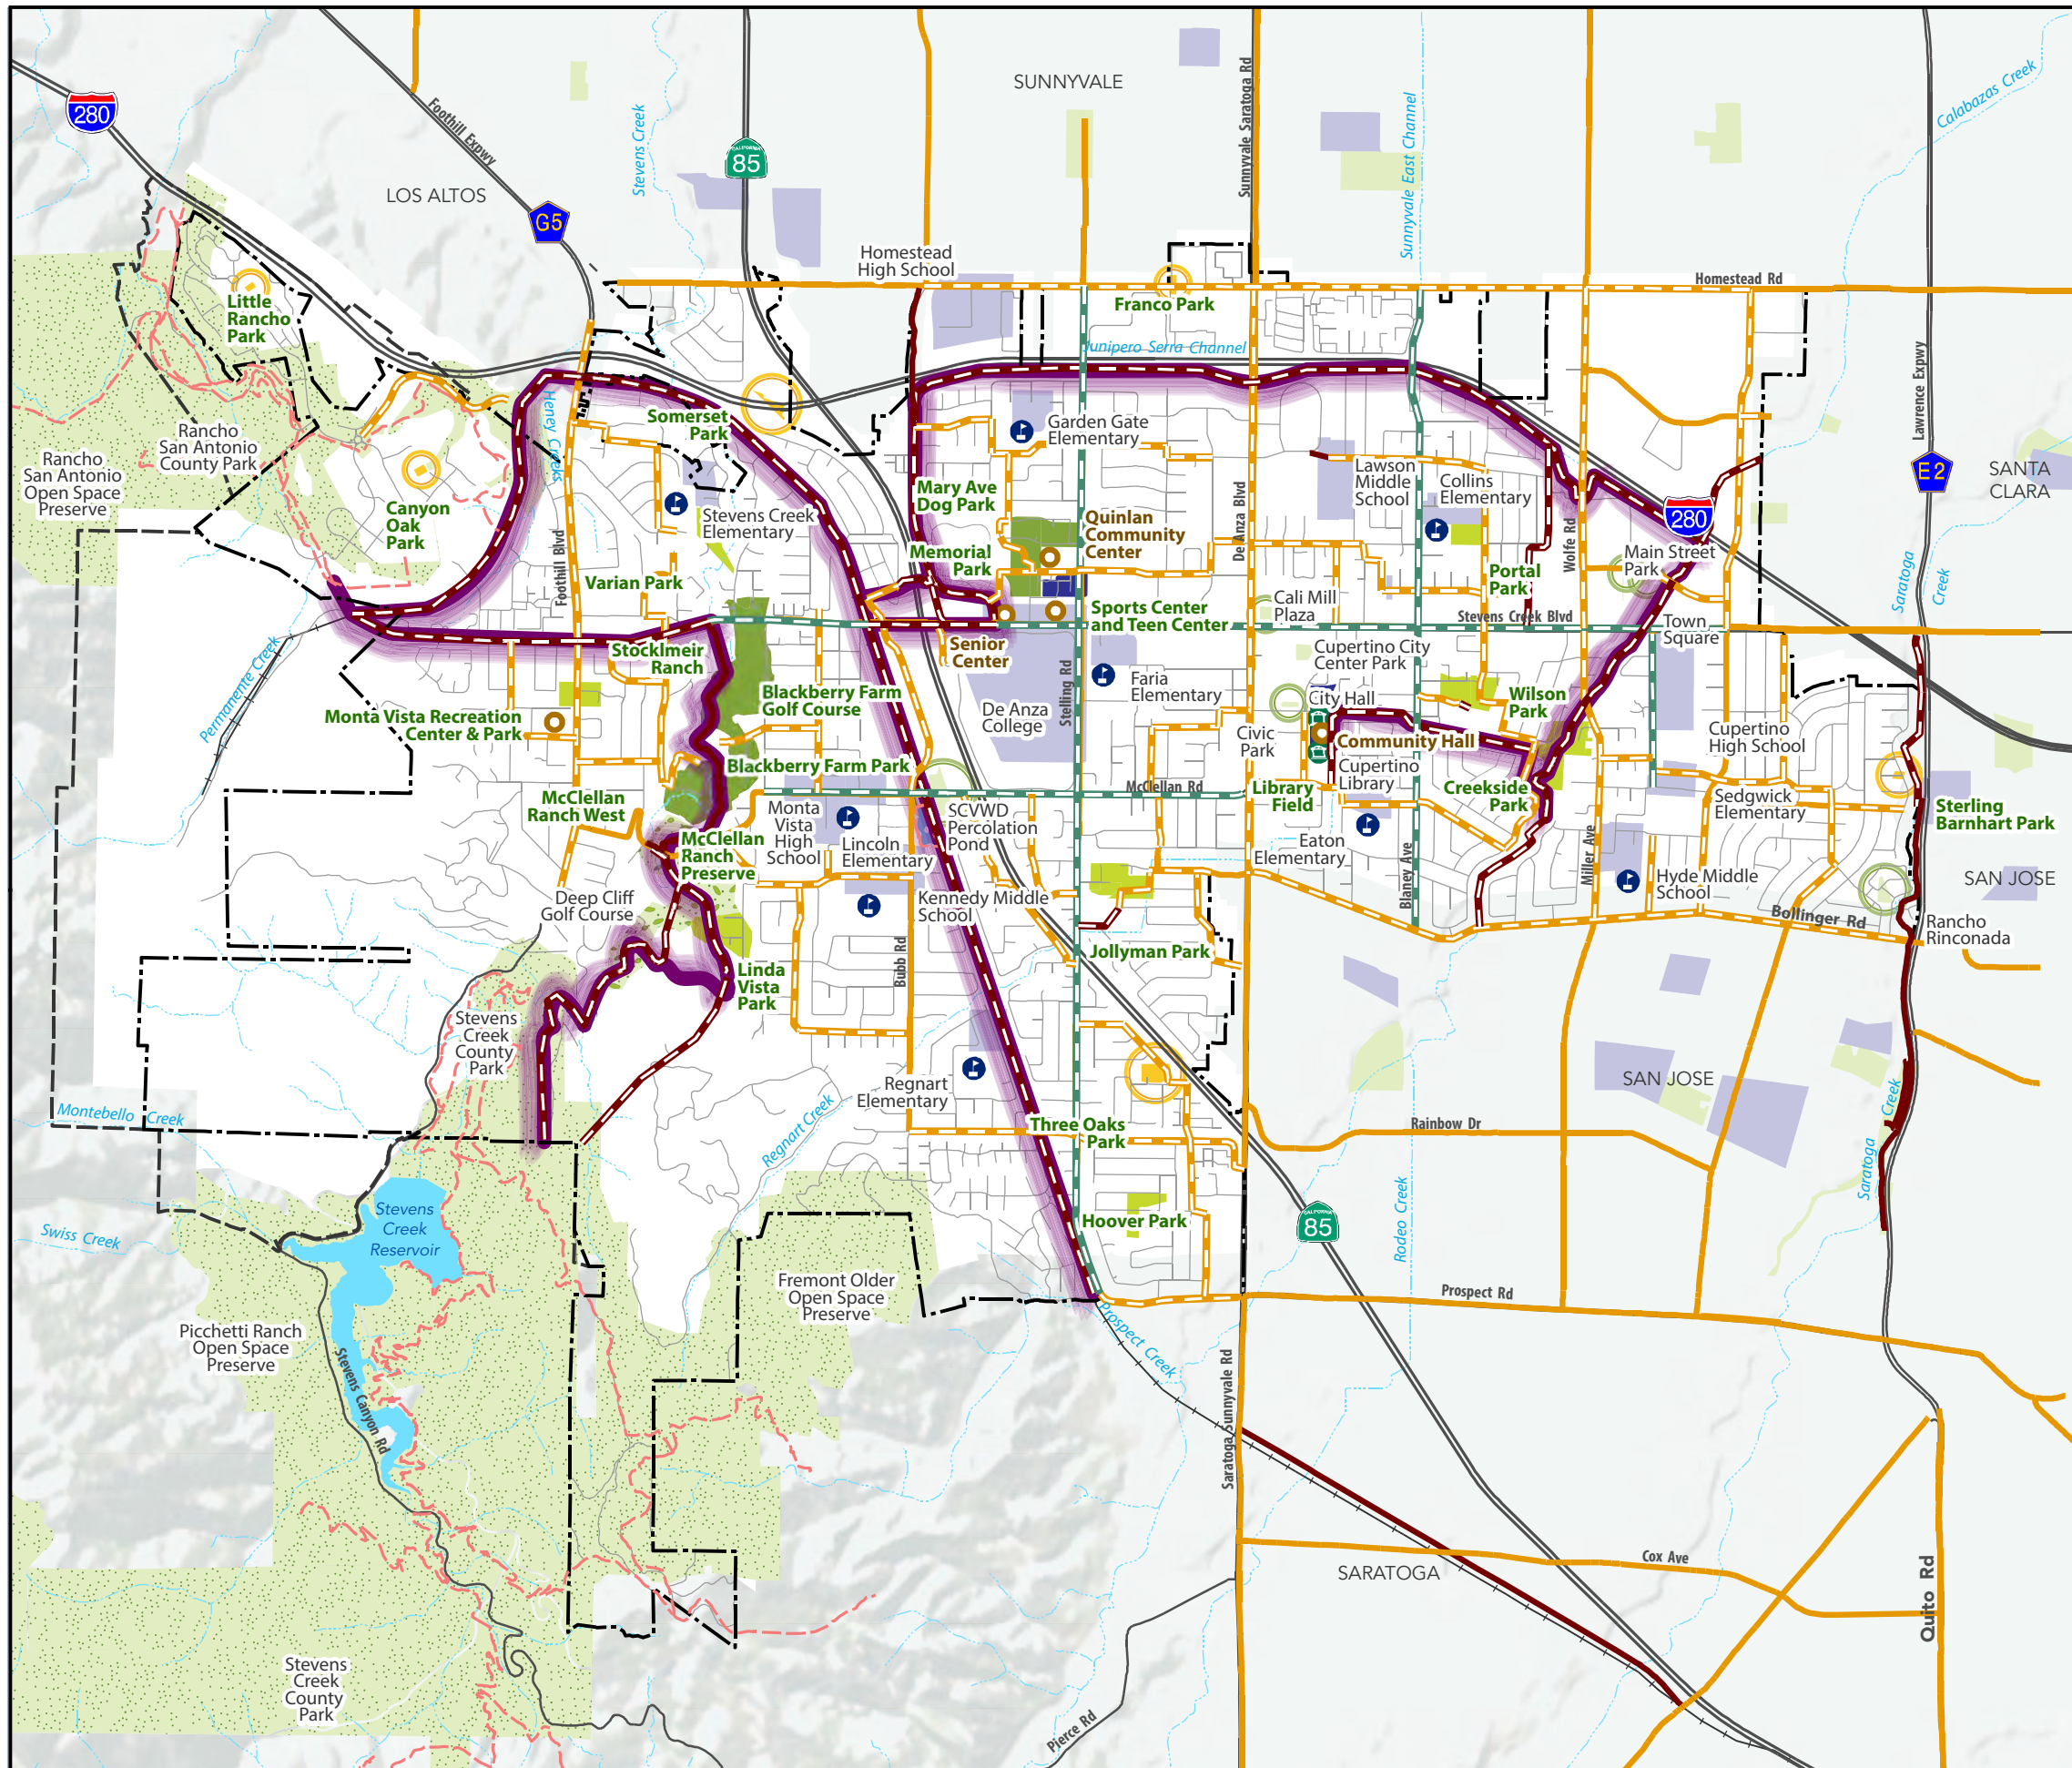 SUNNYVALE
Calabazas Creek
280
Foothill Expwy
Stevens Creek
85
Sunnyvale Saratoga Rd
Sunnyvale East Channel
LOS ALTOS
G5
Homestead
High School
Homestead Rd
Little
Rancho
Park
Franco Park
Junipero Serra Channel
Lawrence Expwy
Heney Creeks
Somerset
Park
Garden Gate
Elementary
Rancho
San Antonio
County Park
Rancho
San Antonio
Open Space
Preserve
Lawson
Middle
School
Collins
Elementary
E2
SANTA
CLARA
Canyon
Oak
Park
Mary Ave
Dog Park
Stevens Creek
Elementary
Quinlan
Community
Center
De Anza Blvd
Wolfe Rd
280
Foothill Blvd
Memorial
Park
Main Street
Park
Varian Park
Portal
Park
Saratoga
Creek
Cali Mill
Plaza
Sports Center
and Teen Center
Stevens Creek Blvd
Town
Square
Permanente Creek
Stocklmeir
Ranch
Senior
Center
Cupertino City
Center Park
Stelling Rd
Faria
Elementary
Blackberry Farm
Golf Course
De Anza
College
City Hall
Wilson
Park
Monta Vista Recreation
Center & Park
Civic
Park
Community Hall
Cupertino
High School
Blackberry Farm Park
Cupertino
Library
McClellan Rd
Library
Field
Creekside
Park
McClellan
Ranch West
Monta
Vista
High
School
SCVWD
Percolation
Pond
Sedgwick
Elementary
Sterling
Barnhart Park
McClellan
Ranch
Preserve
Lincoln
Elementary
Eaton
Elementary
Miller Ave
Blaney Ave
Hyde Middle
School
SAN JOSE
Deep Cliff
Golf Course
Kennedy Middle
School
Bollinger Rd
Rancho
Rinconada
Bubb Rd
Jollyman Park
Linda
Vista
Park
Stevens
Creek
County
Park
Regnart
Elementary
SAN JOSE
Montebello Creek
Regnart Creek
Three Oaks
Park
Rainbow Dr
Saratoga
Creek
Swiss Creek
Stevens
Creek
Reservoir
Hoover Park
85
Rodeo Creek
Fremont Older
Open Space
Preserve
Prospect Rd
Prospect Creek
Picchetti Ranch
Open Space
Preserve
Stevens Canyon Rd
Saratoga Sunnyvale Rd
SARATOGA
Cox Ave
Quito Rd
Stevens
Creek
County
Park
Pierce Rd